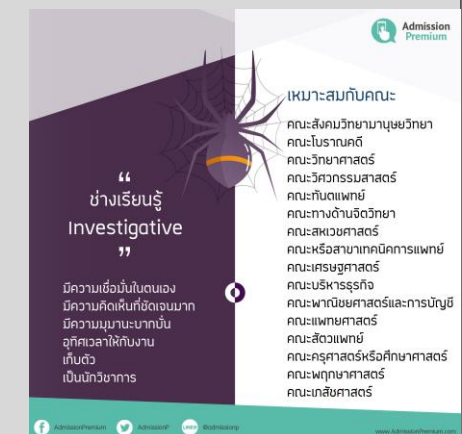 Admission
Premium
“
ช่างเรียนรู้
Investigative
”
มีความเชื่อมั่นในตนเอง
มีความคิดเห็นที่ชัดเจนมาก
มีความมุมานะบากบั่น
อุทิศเวลาให้กับงาน
เก็บตัว
เป็นนักวิชาการ
เหมาะสมกับคณะ
คณะสังคมวิทยามานุษยวิทยา
คณะโบราณคดี
คณะวิทยาศาสตร์
คณะวิศวกรรมสาสตร์
คณะทันตแพทย์
คณะทางด้านจิตวิทยา
คณะสหเวชศาสตร์
คณะหรือสาขาเทคนิคการแพทย์
คณะเศรษฐศาสตร์
คณะบริหารธุรกิจ
คณะพาณิชยศาสตร์และการบัญชี
คณะแพทยศาสตร์
คณะสัตวแพทย์
คณะครุศาสตร์หรือศึกษาศาสตร์
คณะพฤกษาศาสตร์
คณะเภสัชศาสตร์
AdmissionPremium AdmissionP LINE@ @admissionp
www.AdmissionPremium.com